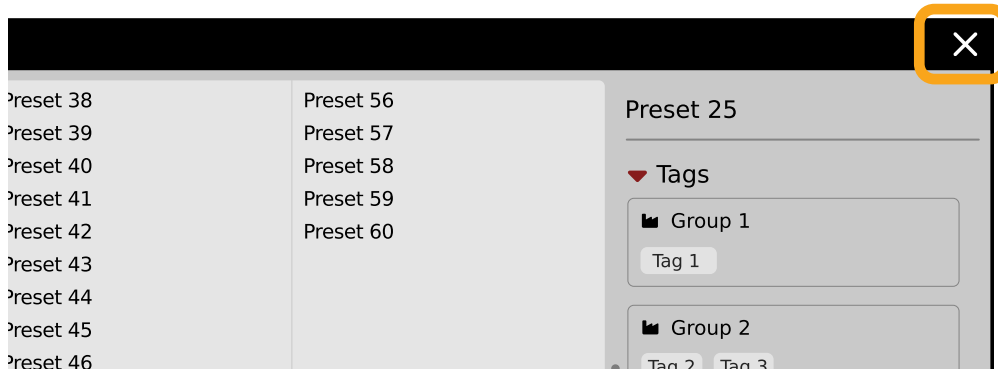 Preset 38
Preset 39
Preset 40
Preset 41
Preset 42
Preset 43
Preset 44
Preset 45
Preset 46
Preset 56
Preset 57
Preset 58
Preset 59
Preset 60
Preset 25
Tags
Group 1
Tag 1
Group 2
Tag 2 Tag 3